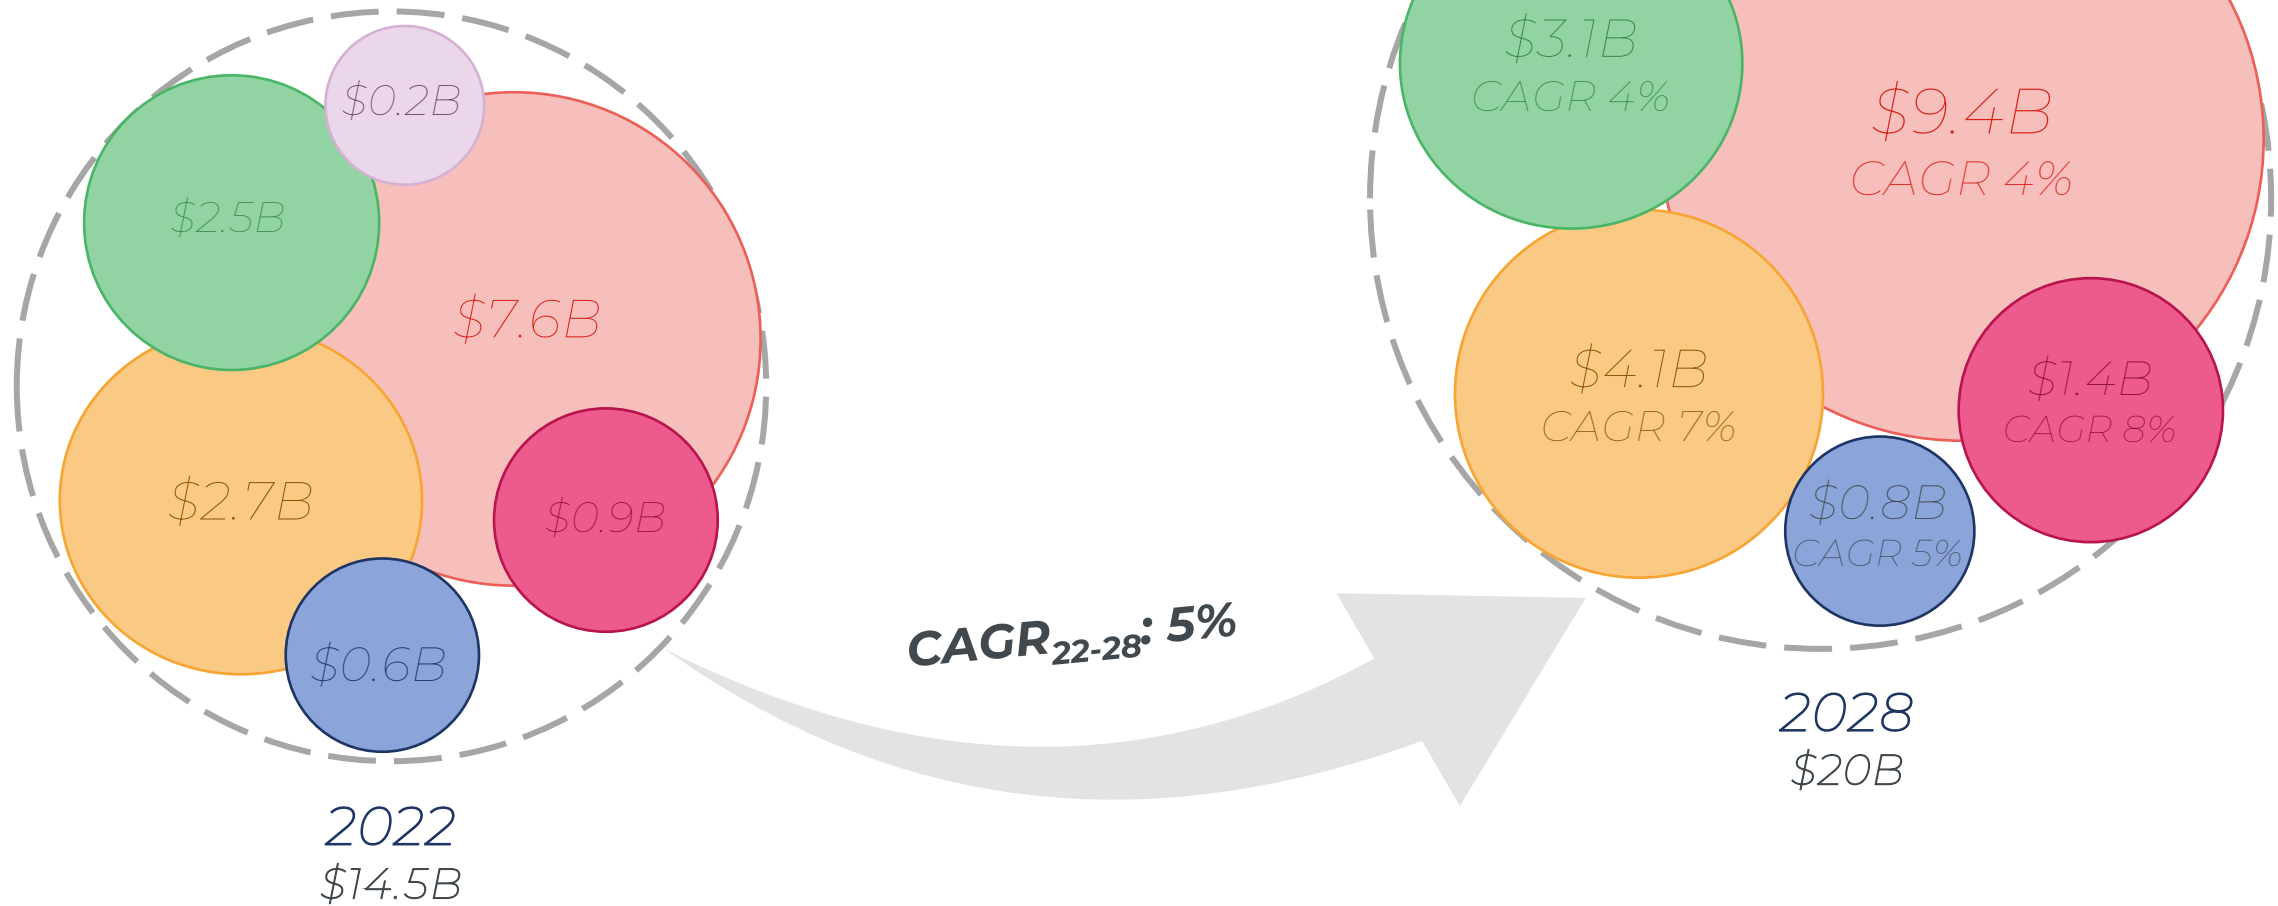 $0.2B
$2.5B
$7.6B
$2.7B
$0.9B
$0.6B
2022
$14.5B
CAGR22-28: 5%
$3.1B
CAGR 4%
$9.4B
CAGR 4%
$4.1B
CAGR 7%
$1.4B
CAGR 8%
$0.8B
CAGR 5%
2028
$20B